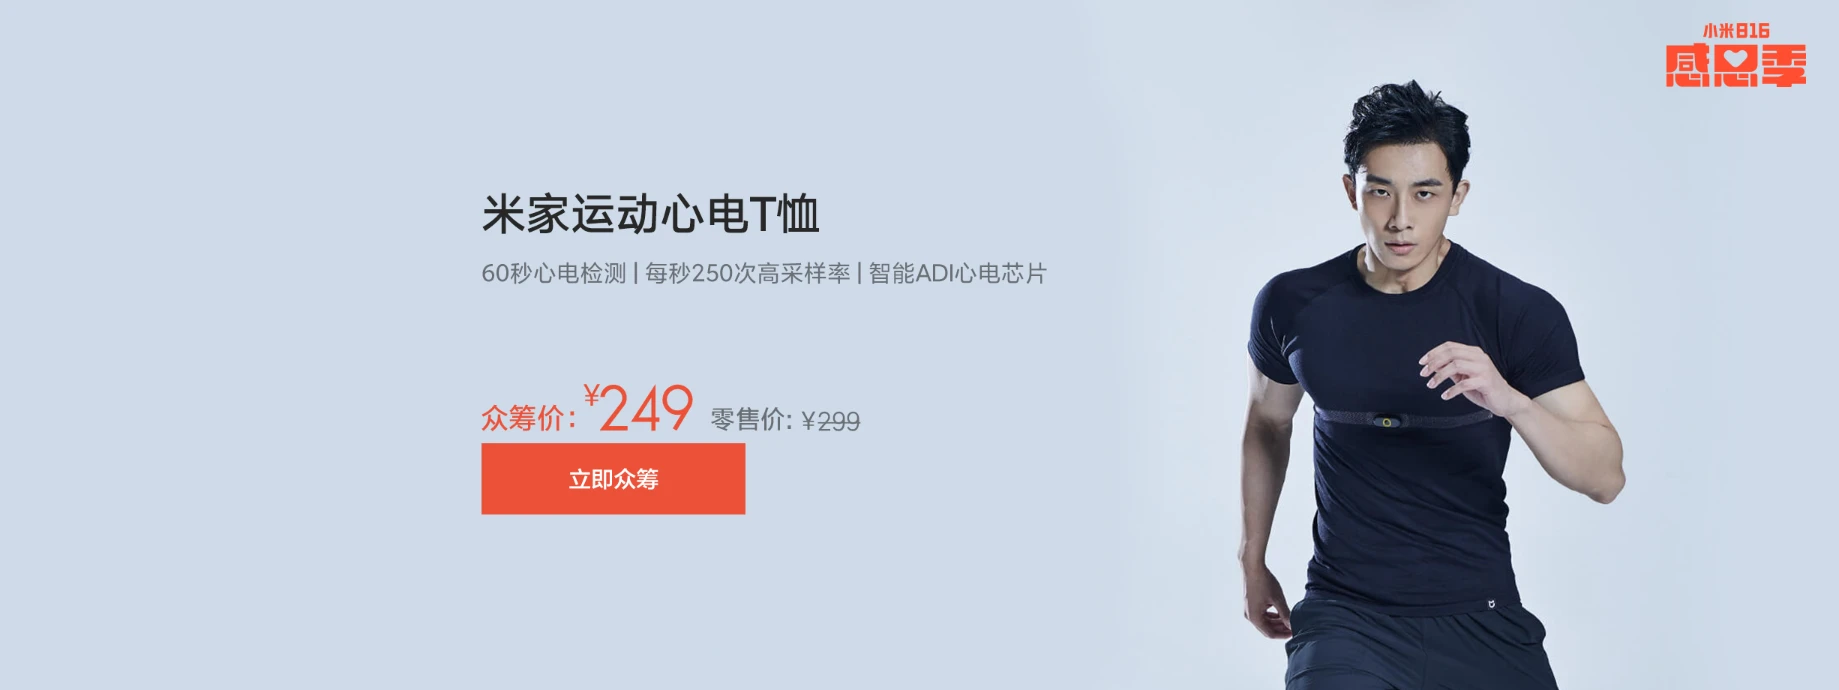 小米816
感恩季
米家运动心电T恤
60秒心电检测 | 每秒250次高采样率 | 智能ADI心电芯片
众筹价：¥249 零售价: ¥299
立即众筹